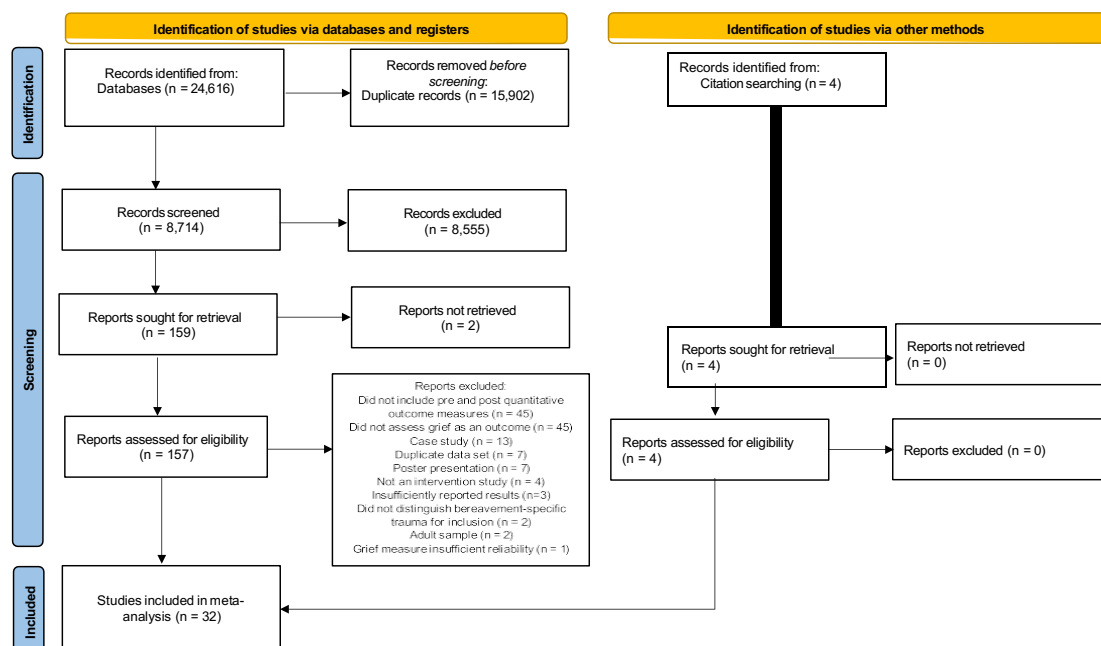 Identification of studies via databases and registers
Identification of studies via other methods
Identification
Records identified from:
Databases (n = 24,616)
Records removed before
screening:
Duplicate records (n = 15,902)
Records identified from:
Citation searching (n = 4)
Screening
Records screened
(n = 8,714)
Records excluded
(n = 8,555)
Reports sought for retrieval
(n = 159)
Reports not retrieved
(n = 2)
Reports sought for retrieval
(n = 4)
Reports not retrieved
(n = 0)
Reports assessed for eligibility
(n = 157)
Reports excluded:
Did not include pre and post quantitative
outcome measures (n = 45)
Did not assess grief as an outcome (n = 45)
Case study (n = 13)
Duplicate data set (n = 7)
Poster presentation (n = 7)
Not an intervention study (n = 4)
Insufficiently reported results (n=3)
Did not distinguish bereavement-specific
trauma for inclusion (n = 2)
Adult sample (n = 2)
Grief measure insufficient reliability (n = 1)
Reports assessed for eligibility
(n = 4)
Reports excluded (n = 0)
Included
Studies included in meta-
analysis (n = 32)